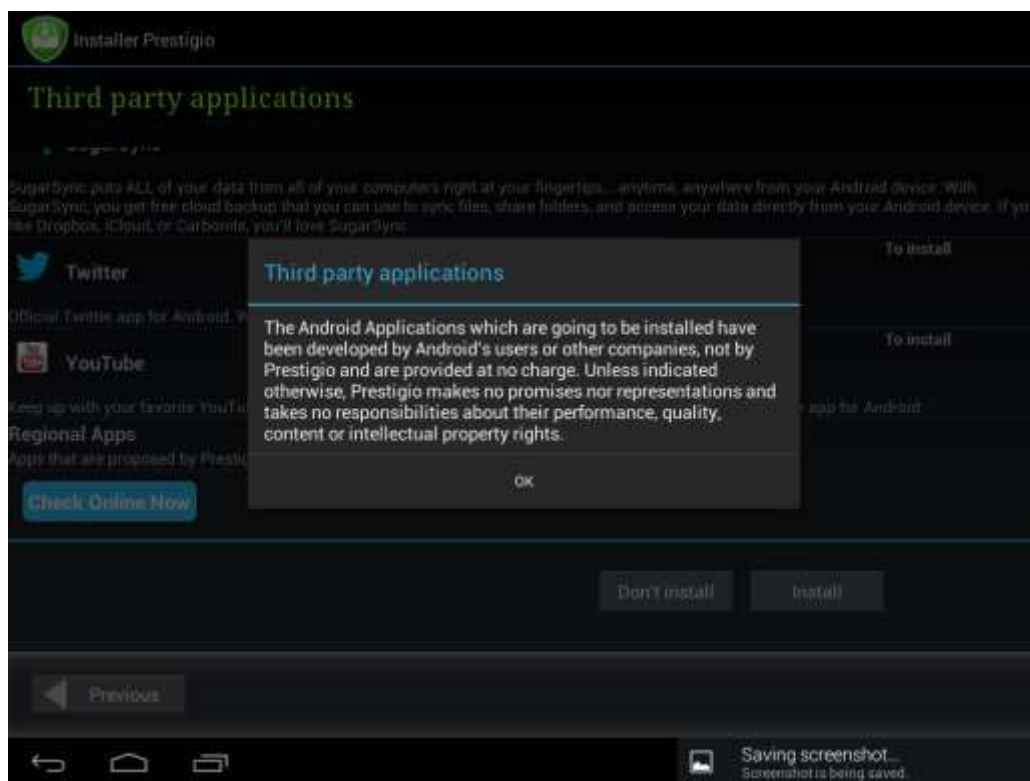 Installer Prestigio
Third party applications
SugarSync
SugarSync puts ALL of your data from all of your computers right at your fingertips... anytime, anywhere from your Android device. With
SugarSync, you get free cloud backup that you can use to sync files, share folders, and access your data directly from your Android device. If you
like Dropbox, iCloud, or Carbonite, you'll love SugarSync
To install
Twitter
Official Twitter app for Android.
To install
YouTube
Keep up with your favorite
app for Android
Regional Apps
Apps that are proposed by
Check Online Now
Third party applications
The Android Applications which are going to be installed have
been developed by Android's users or other companies, not by
Prestigio and are provided at no charge. Unless indicated
otherwise, Prestigio makes no promises nor representations and
takes no responsibilities about their performance, quality,
content or intellectual property rights.
OK
Don't install
Install
Previous
Saving screenshot...
Screenshot is being saved.